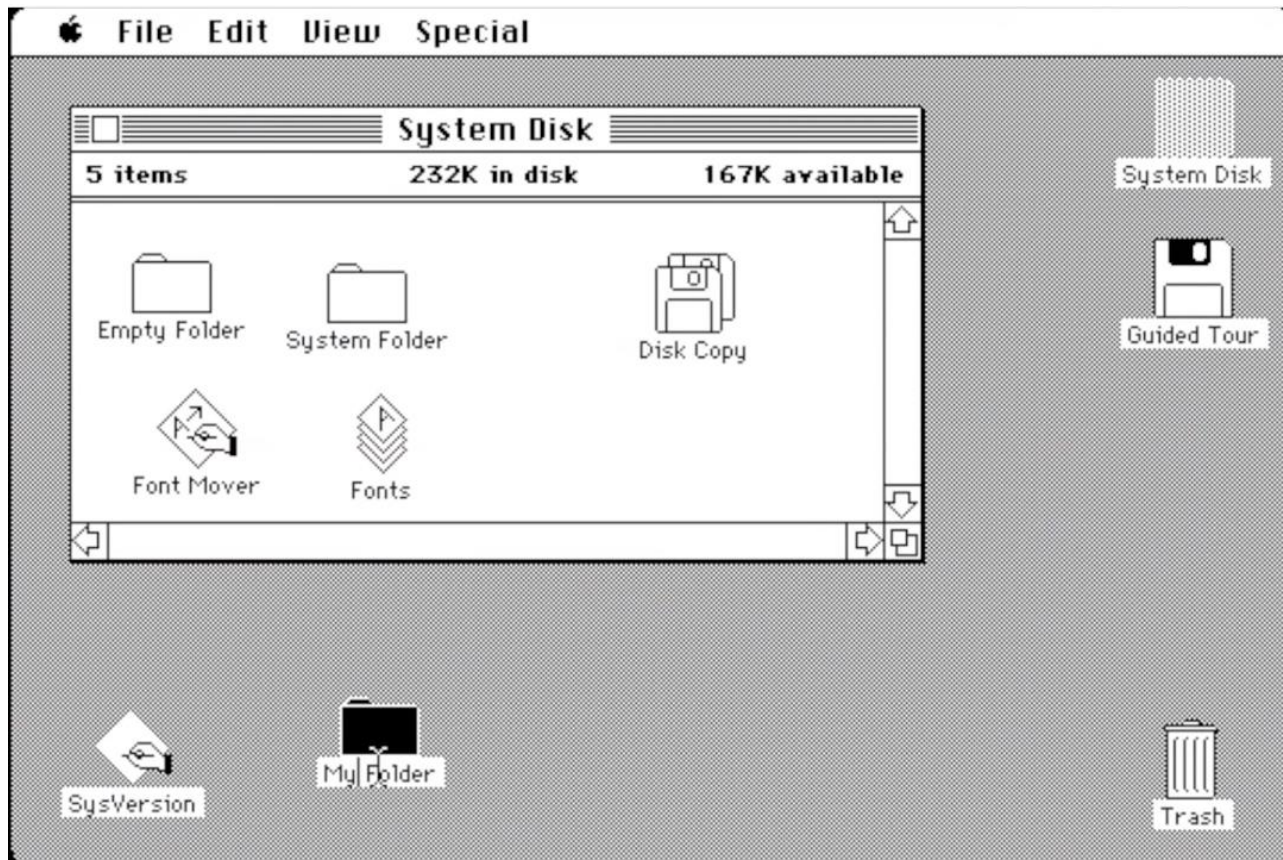 File Edit View Special
System Disk
5 items 232K in disk 167K available
Empty Folder
System Folder
Disk Copy
Font Mover
Fonts
System Disk
Guided Tour
SysVersion
My Folder
Trash